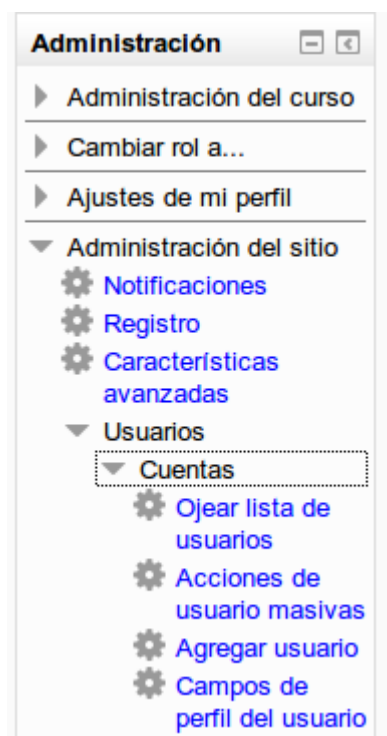 Administración
Administración del curso
Cambiar rol a...
Ajustes de mi perfil
Administración del sitio
Notificaciones
Registro
Características
avanzadas
Usuarios
Cuentas
Ojear lista de
usuarios
Acciones de
usuario masivas
Agregar usuario
Campos de
perfil del usuario